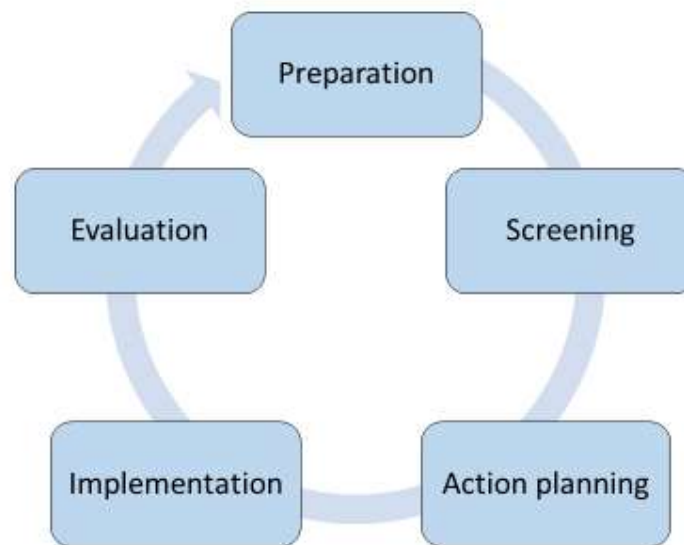 Preparation
Screening
Action planning
Implementation
Evaluation